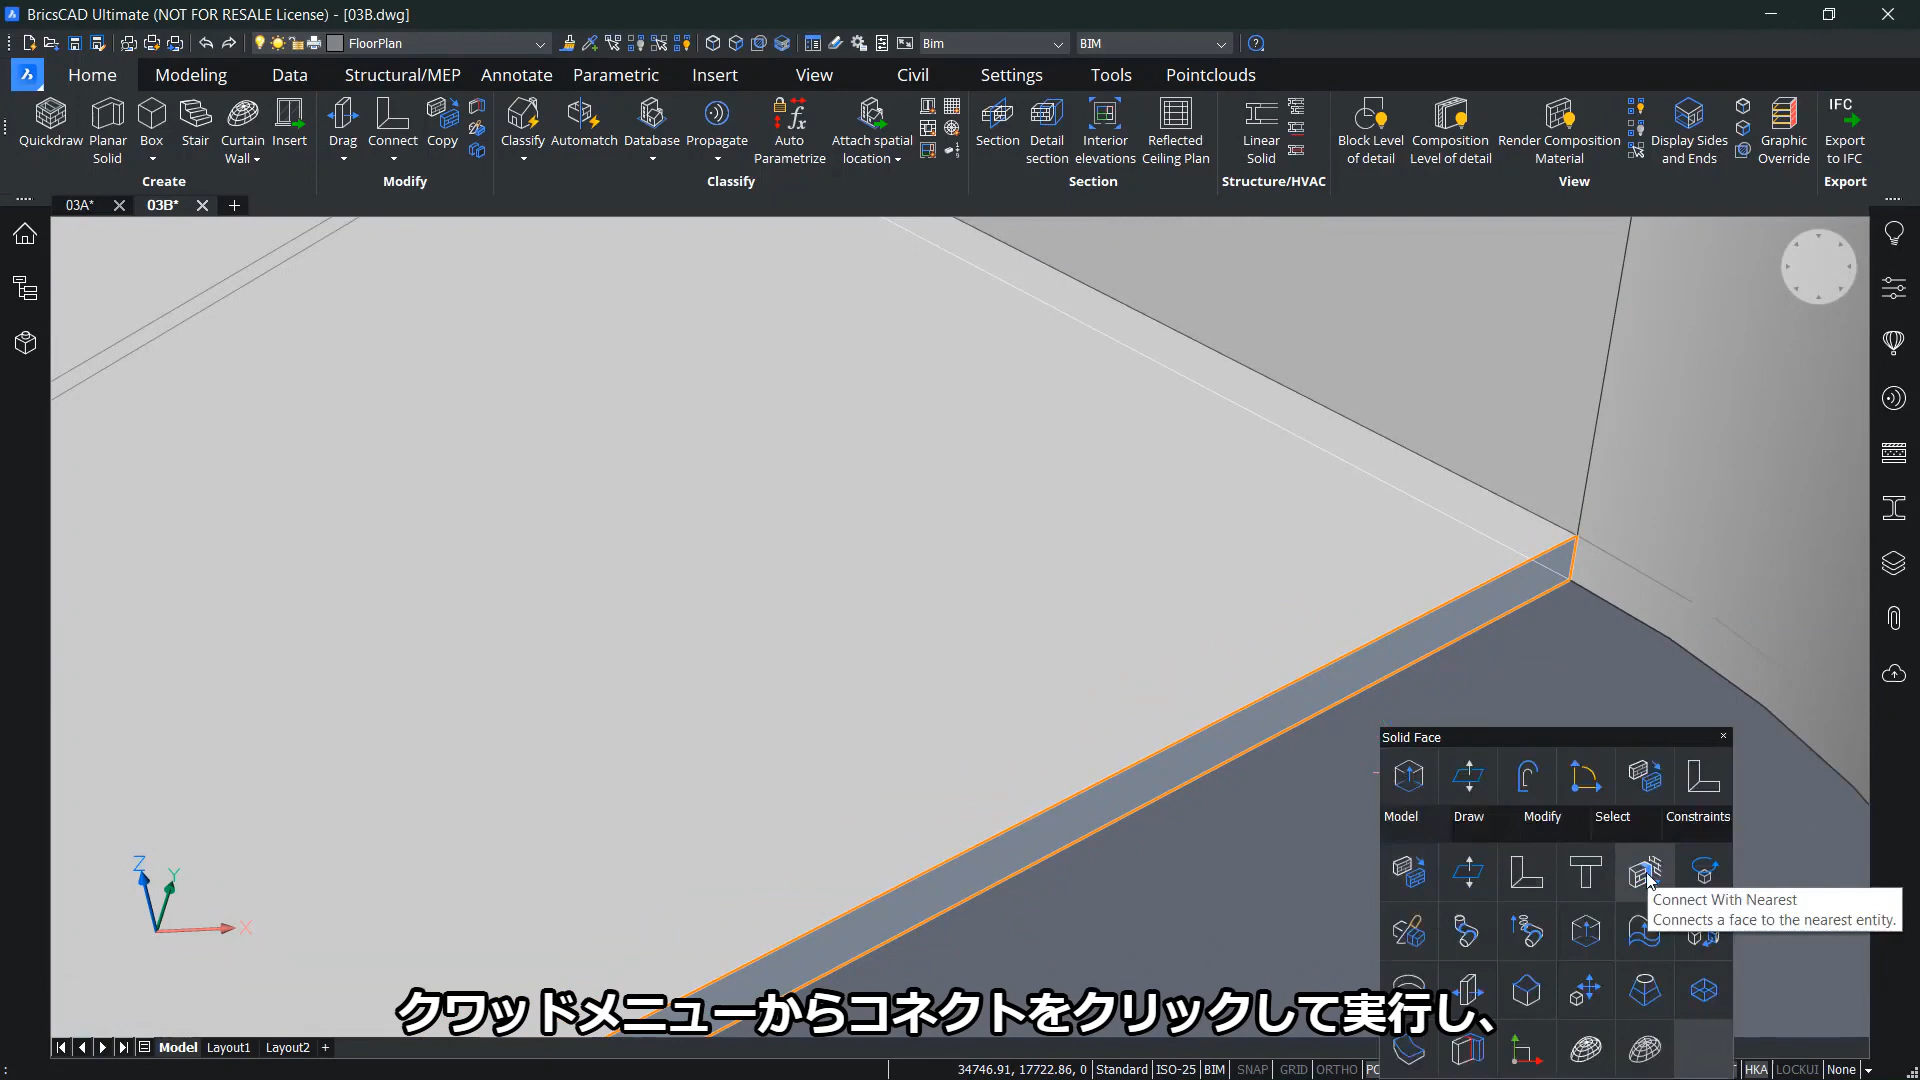 BricsCAD Ultimate (NOT FOR RESALE License) - [03B.dwg]
FloorPlan
Bim
BIM
Home Modeling Data Structural/MEP Annotate Parametric Insert View Civil Settings Tools Pointclouds
Quickdraw
Planar Solid
Box
Stair
Curtain Wall
Insert
Drag
Connect
Copy
Classify
Automatch
Database
Propagate
Auto Parametrize
Attach spatial location
Section
Detail section
Interior elevations
Reflected Ceiling Plan
Linear Solid
Block Level of detail
Composition Level of detail
Render Composition Material
Display Sides and Ends
Graphic Override
IFC
Export to IFC
Create Modify Classify Section Structure/HVAC View Export
03A* 03B*
Solid Face
Model Draw Modify Select Constraints
Connect With Nearest
Connects a face to the nearest entity.
Z
Y
X
クワッドメニューからコネクトをクリックして実行し、
Model Layout1 Layout2 +
:
34746.91, 17722.86, 0 Standard ISO-25 BIM SNAP GRID ORTHO HKA LOCKUI None